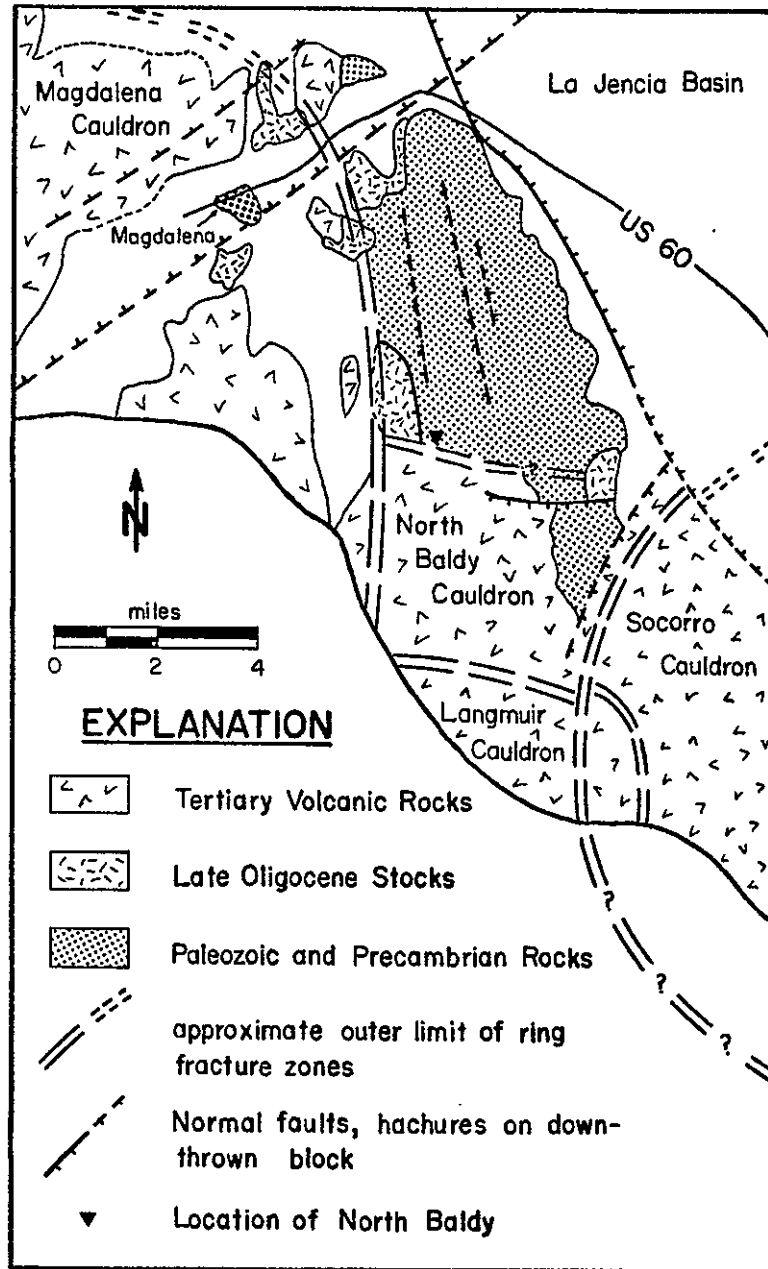 Magdalena
Cauldron
La Jencia Basin
Magdalena
US 60
N
North
Baldy
Cauldron
Socorro
Cauldron
Langmuir
Cauldron
miles
0 2 4
EXPLANATION
Tertiary Volcanic Rocks
Late Oligocene Stocks
Paleozoic and Precambrian Rocks
approximate outer limit of ring
fracture zones
Normal faults, hachures on down-
thrown block
Location of North Baldy
?
?
?
?